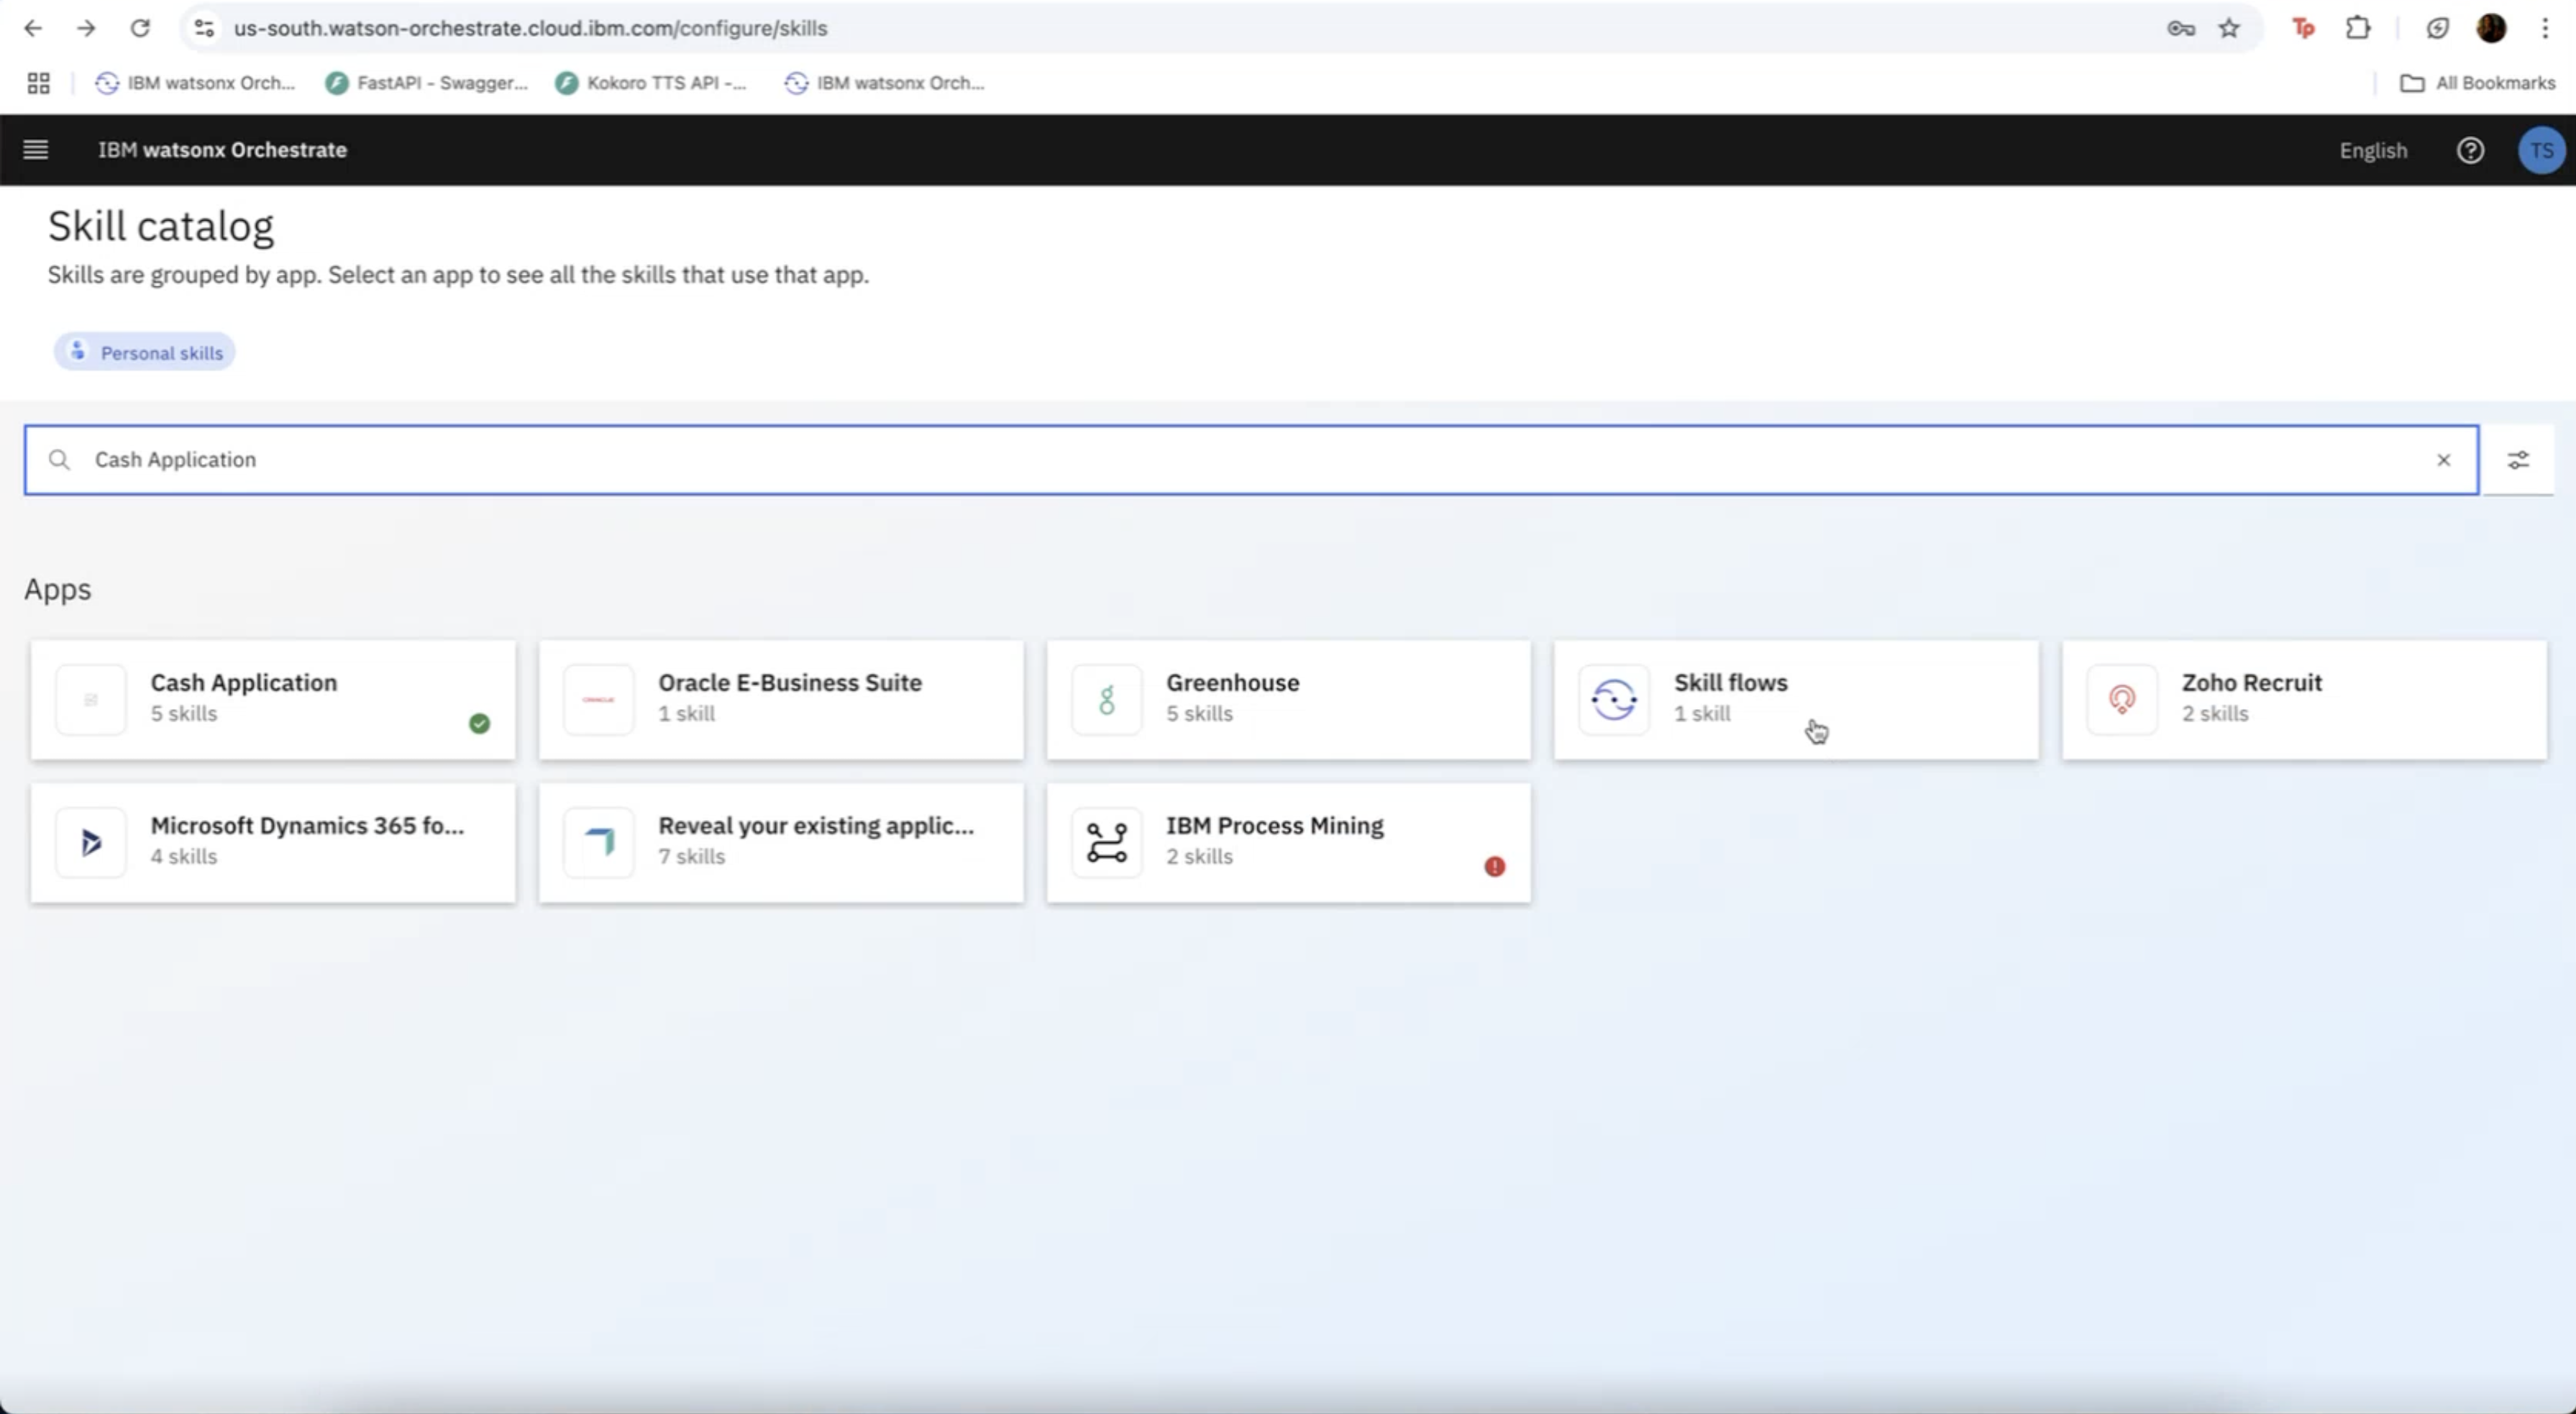 us-south.watson-orchestrate.cloud.ibm.com/configure/skills
Tp
IBM watsonx Orch...
FastAPI - Swagger...
Kokoro TTS API -...
IBM watsonx Orch...
All Bookmarks
IBM watsonx Orchestrate
English
TS
Skill catalog
Skills are grouped by app. Select an app to see all the skills that use that app.
Personal skills
Cash Application
Apps
Cash Application
5 skills
ORACLE
Oracle E-Business Suite
1 skill
Greenhouse
5 skills
Skill flows
1 skill
Zoho Recruit
2 skills
Microsoft Dynamics 365 fo...
4 skills
Reveal your existing applic...
7 skills
IBM Process Mining
2 skills